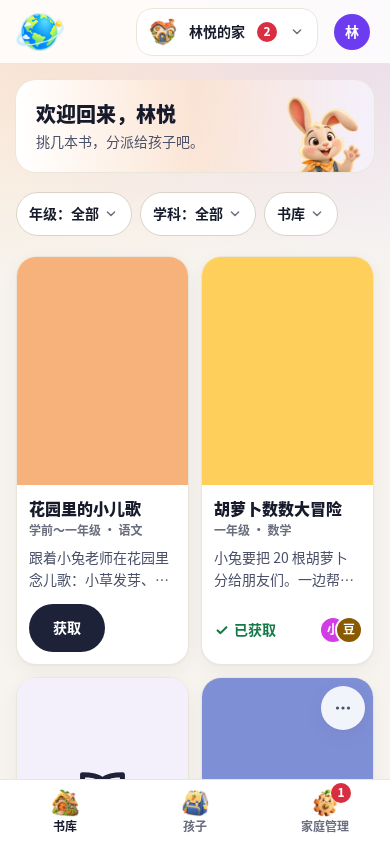 林悦的家 2
林
欢迎回来，林悦
挑几本书，分派给孩子吧。
年级：全部
学科：全部
书库
花园里的小儿歌
学前～一年级 • 语文
跟着小兔老师在花园里
念儿歌：小草发芽、…
获取
胡萝卜数数大冒险
一年级 • 数学
小兔要把 20 根胡萝卜
分给朋友们。一边帮…
已获取
小 豆
书库
孩子
1
家庭管理